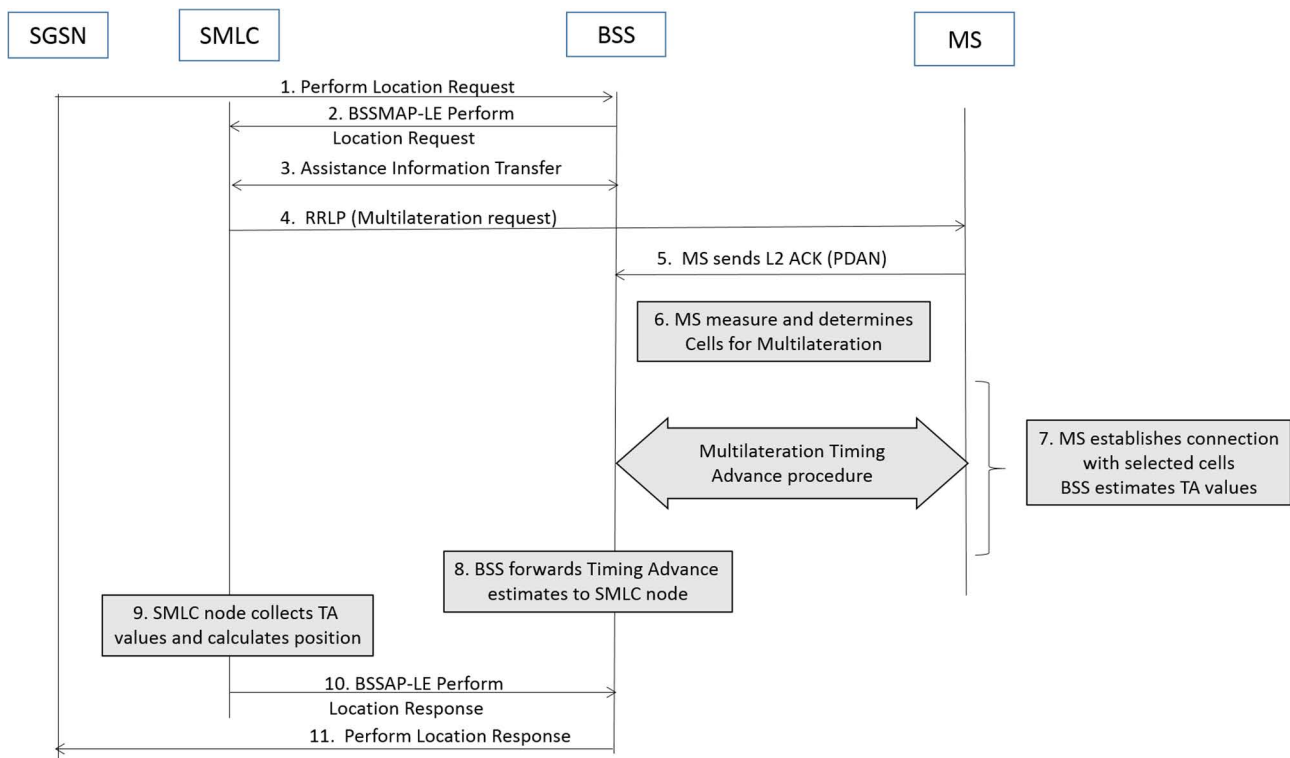 SGSN
SMLC
BSS
MS
1. Perform Location Request
2. BSSMAP-LE Perform
Location Request
3. Assistance Information Transfer
4. RRLP (Multilateration request)
5. MS sends L2 ACK (PDAN)
6. MS measure and determines
Cells for Multilateration
Multilateration Timing
Advance procedure
7. MS establishes connection
with selected cells
BSS estimates TA values
8. BSS forwards Timing Advance
estimates to SMLC node
9. SMLC node collects TA
values and calculates position
10. BSSAP-LE Perform
Location Response
11. Perform Location Response